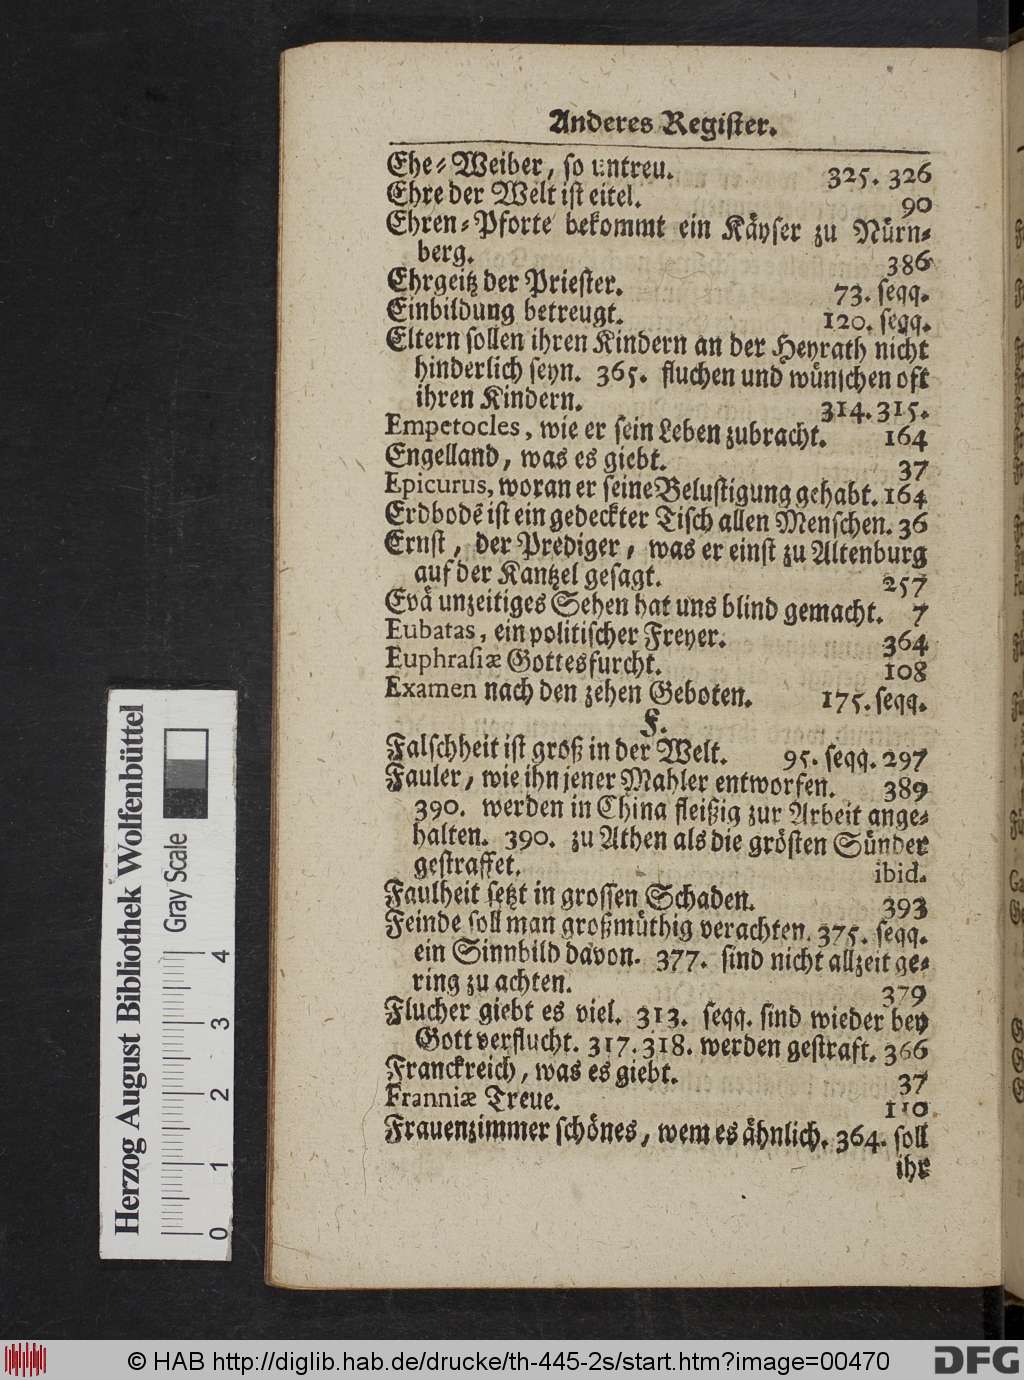 Anderes Register.
Ehe-Weiber, so untreu. 325. 326
Ehre der Welt ist eitel. 90
Ehren-Pforte bekommt ein Käyser zu Nürn-
berg. 386
Ehrgeitz der Priester. 73. seqq.
Einbildung betreugt. 120. seqq.
Eltern sollen ihren Kindern an der Heyrath nicht
hinderlich seyn. 365. fluchen und wünschen oft
ihren Kindern. 314. 315.
Empetocles, wie er sein Leben zubracht. 164
Engelland, was es giebt. 37
Epicurus, woran er seine Belustigung gehabt. 164
Erdbodē ist ein gedeckter Tisch allen Menschen. 36
Ernst, der Prediger, was er einst zu Altenburg
auf der Kantzel gesagt. 257
Evä unzeitiges Sehen hat uns blind gemacht. 7
Eubatas, ein politischer Freyer. 364
Euphrasiæ Gottesfurcht. 108
Examen nach den zehen Geboten. 175. seqq.
F.
Falschheit ist groß in der Welt. 95. seqq. 297
Fauler, wie ihn jener Mahler entworfen. 389
390. werden in China fleißig zur Arbeit ange-
halten. 390. zu Athen als die grösten Sünder
gestraffet. ibid.
Faulheit setzt in grossen Schaden. 393
Feinde soll man großmüthig verachten. 375. seqq.
ein Sinnbild davon. 377. sind nicht allzeit ge-
ring zu achten. 379
Flucher giebt es viel. 313. seqq. sind wieder bey
Gott verflucht. 317. 318. werden gestraft. 366
Franckreich, was es giebt. 37
Franniæ Treue. 110
Frauenzimmer schönes, wem es ähnlich. 364. soll
ihr
Herzog August Bibliothek Wolfenbüttel
Gray Scale
0 1 2 3 4
© HAB http://diglib.hab.de/drucke/th-445-2s/start.htm?image=00470
DFG